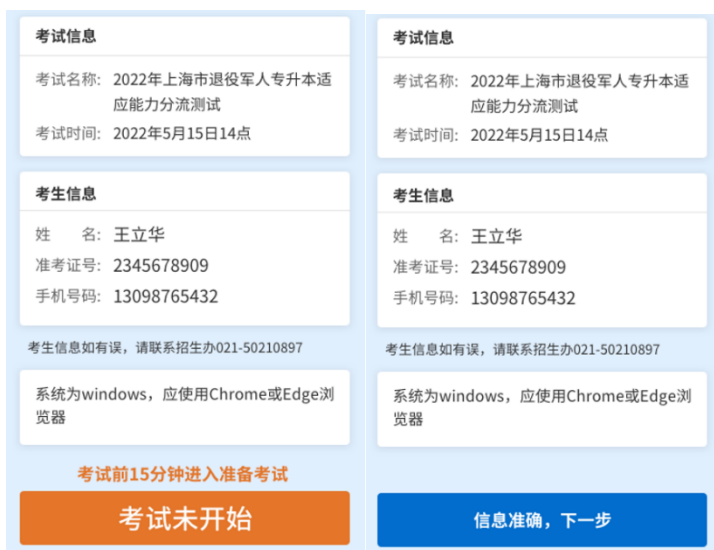 考试信息
考试名称: 2022年上海市退役军人专升本适
应能力分流测试
考试时间: 2022年5月15日14点
考生信息
姓 名: 王立华
准考证号: 2345678909
手机号码: 13098765432
考生信息如有误，请联系招生办021-50210897
系统为windows，应使用Chrome或Edge浏
览器
考试前15分钟进入准备考试
考试未开始
考试信息
考试名称: 2022年上海市退役军人专升本适
应能力分流测试
考试时间: 2022年5月15日14点
考生信息
姓 名: 王立华
准考证号: 2345678909
手机号码: 13098765432
考生信息如有误，请联系招生办021-50210897
系统为windows，应使用Chrome或Edge浏
览器
信息准确，下一步